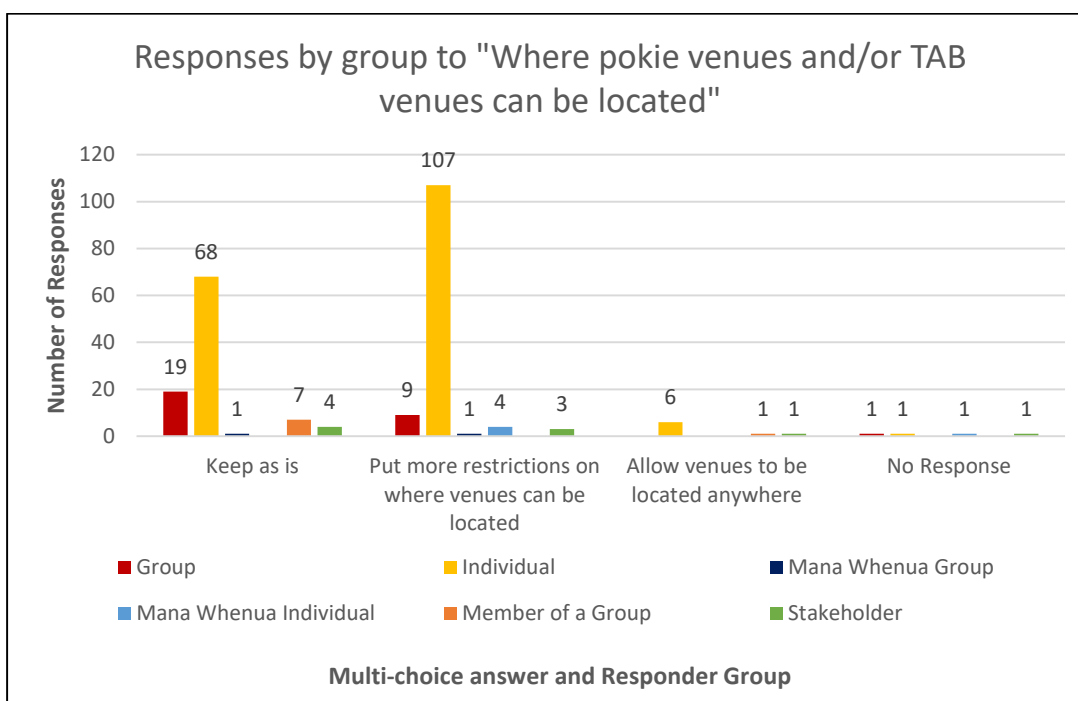 Responses by group to "Where pokie venues and/or TAB
venues can be located"
Number of Responses
120
100
80
60
40
20
0
19
68
1
7
4
9
107
1
4
3
6
1
1
1
1
1
1
Keep as is
Put more restrictions on
where venues can be
located
Allow venues to be
located anywhere
No Response
Group
Individual
Mana Whenua Group
Mana Whenua Individual
Member of a Group
Stakeholder
Multi-choice answer and Responder Group